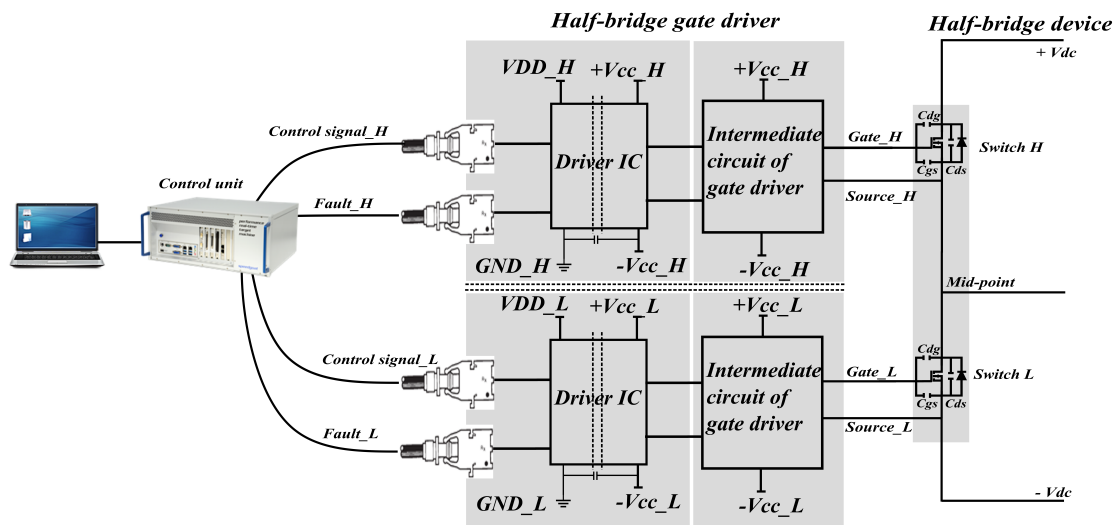 Half-bridge gate driver
Half-bridge device
VDD_H
+Vcc_H
+Vcc_H
+ Vdc
Control signal_H
Driver IC
Intermediate
circuit of
gate driver
Gate_H
Cdg
Cgs
Cds
Switch H
Control unit
Fault_H
Source_H
GND_H
-Vcc_H
-Vcc_H
Mid-point
VDD_L
+Vcc_L
+Vcc_L
Control signal_L
Driver IC
Intermediate
circuit of
gate driver
Gate_L
Cdg
Cgs
Cds
Switch L
Fault_L
Source_L
GND_L
-Vcc_L
-Vcc_L
- Vdc